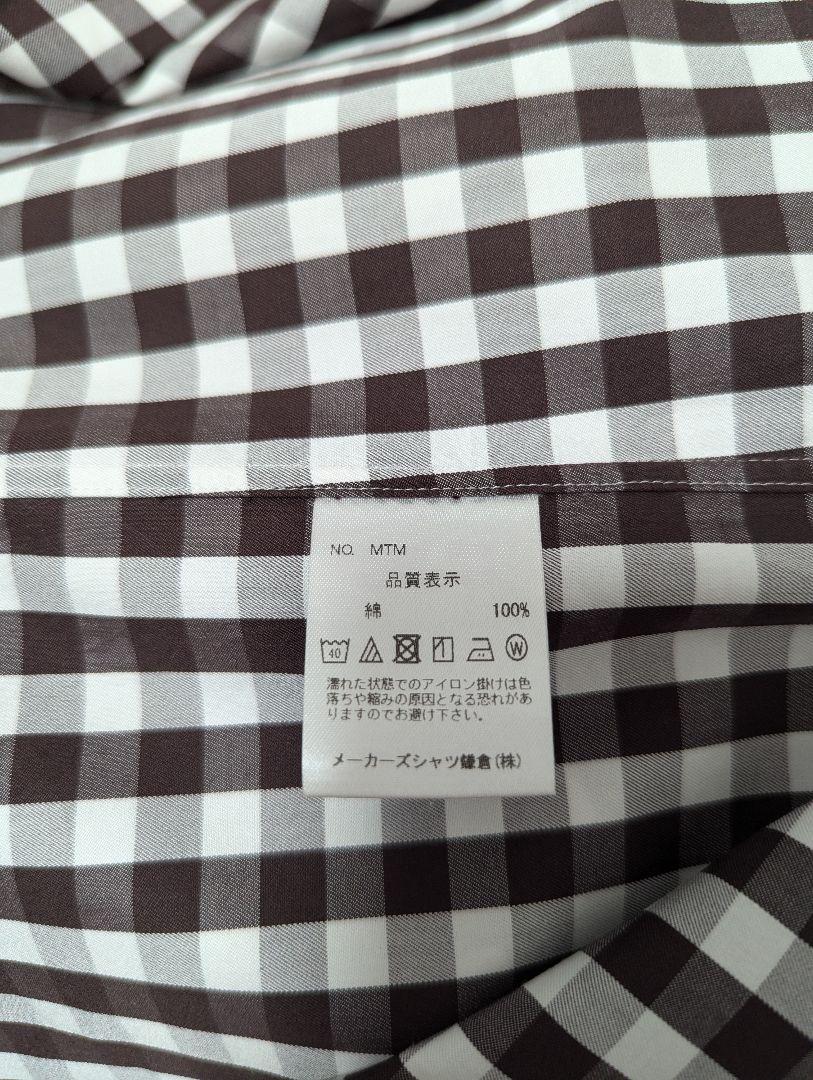 NO. MTM
品質表示
綿 100%
40 W
濡れた状態でのアイロン掛けは色
落ちや縮みの原因となる恐れがあ
りますのでお避け下さい。
メーカーズシャツ鎌倉(株)